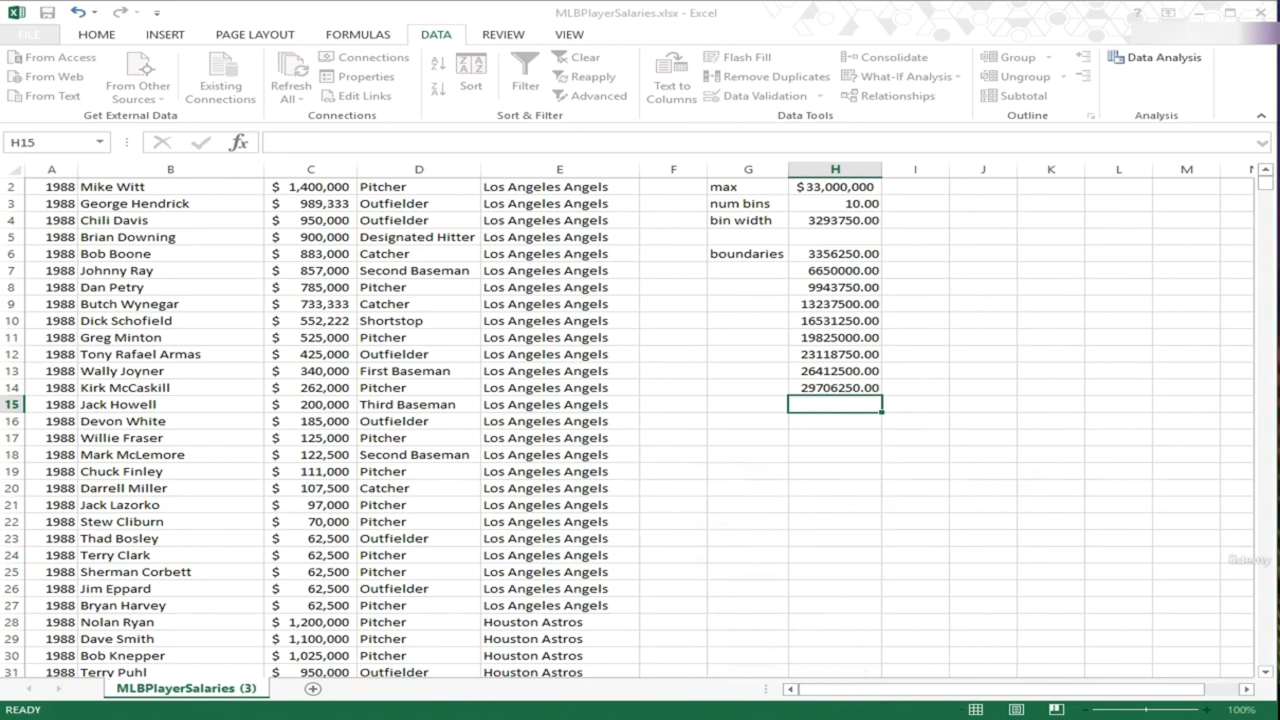 MLBPlayerSalaries.xlsx - Excel
FILE HOME INSERT PAGE LAYOUT FORMULAS DATA REVIEW VIEW
From Access
From Web
From Text
From Other Sources
Existing Connections
Get External Data
Refresh All
Connections
Properties
Edit Links
Connections
Sort
Filter
Clear
Reapply
Advanced
Sort & Filter
Text to Columns
Flash Fill
Remove Duplicates
Data Validation
Consolidate
What-If Analysis
Relationships
Data Tools
Group
Ungroup
Subtotal
Outline
Data Analysis
Analysis
H15 fx
A B C D E F G H I J K L M N
2 1988 Mike Witt $ 1,400,000 Pitcher Los Angeles Angels max $33,000,000
3 1988 George Hendrick $ 989,333 Outfielder Los Angeles Angels num bins 10.00
4 1988 Chili Davis $ 950,000 Outfielder Los Angeles Angels bin width 3293750.00
5 1988 Brian Downing $ 900,000 Designated Hitter Los Angeles Angels
6 1988 Bob Boone $ 883,000 Catcher Los Angeles Angels boundaries 3356250.00
7 1988 Johnny Ray $ 857,000 Second Baseman Los Angeles Angels 6650000.00
8 1988 Dan Petry $ 785,000 Pitcher Los Angeles Angels 9943750.00
9 1988 Butch Wynegar $ 733,333 Catcher Los Angeles Angels 13237500.00
10 1988 Dick Schofield $ 552,222 Shortstop Los Angeles Angels 16531250.00
11 1988 Greg Minton $ 525,000 Pitcher Los Angeles Angels 19825000.00
12 1988 Tony Rafael Armas $ 425,000 Outfielder Los Angeles Angels 23118750.00
13 1988 Wally Joyner $ 340,000 First Baseman Los Angeles Angels 26412500.00
14 1988 Kirk McCaskill $ 262,000 Pitcher Los Angeles Angels 29706250.00
15 1988 Jack Howell $ 200,000 Third Baseman Los Angeles Angels
16 1988 Devon White $ 185,000 Outfielder Los Angeles Angels
17 1988 Willie Fraser $ 125,000 Pitcher Los Angeles Angels
18 1988 Mark McLemore $ 122,500 Second Baseman Los Angeles Angels
19 1988 Chuck Finley $ 111,000 Pitcher Los Angeles Angels
20 1988 Darrell Miller $ 107,500 Catcher Los Angeles Angels
21 1988 Jack Lazorko $ 97,000 Pitcher Los Angeles Angels
22 1988 Stew Cliburn $ 70,000 Pitcher Los Angeles Angels
23 1988 Thad Bosley $ 62,500 Outfielder Los Angeles Angels
24 1988 Terry Clark $ 62,500 Pitcher Los Angeles Angels
25 1988 Sherman Corbett $ 62,500 Pitcher Los Angeles Angels
26 1988 Jim Eppard $ 62,500 Outfielder Los Angeles Angels
27 1988 Bryan Harvey $ 62,500 Pitcher Los Angeles Angels
28 1988 Nolan Ryan $ 1,200,000 Pitcher Houston Astros
29 1988 Dave Smith $ 1,100,000 Pitcher Houston Astros
30 1988 Bob Knepper $ 1,025,000 Pitcher Houston Astros
31 1988 Terry Puhl $ 950,000 Outfielder Houston Astros
Udemy
MLBPlayerSalaries (3)
READY 100%